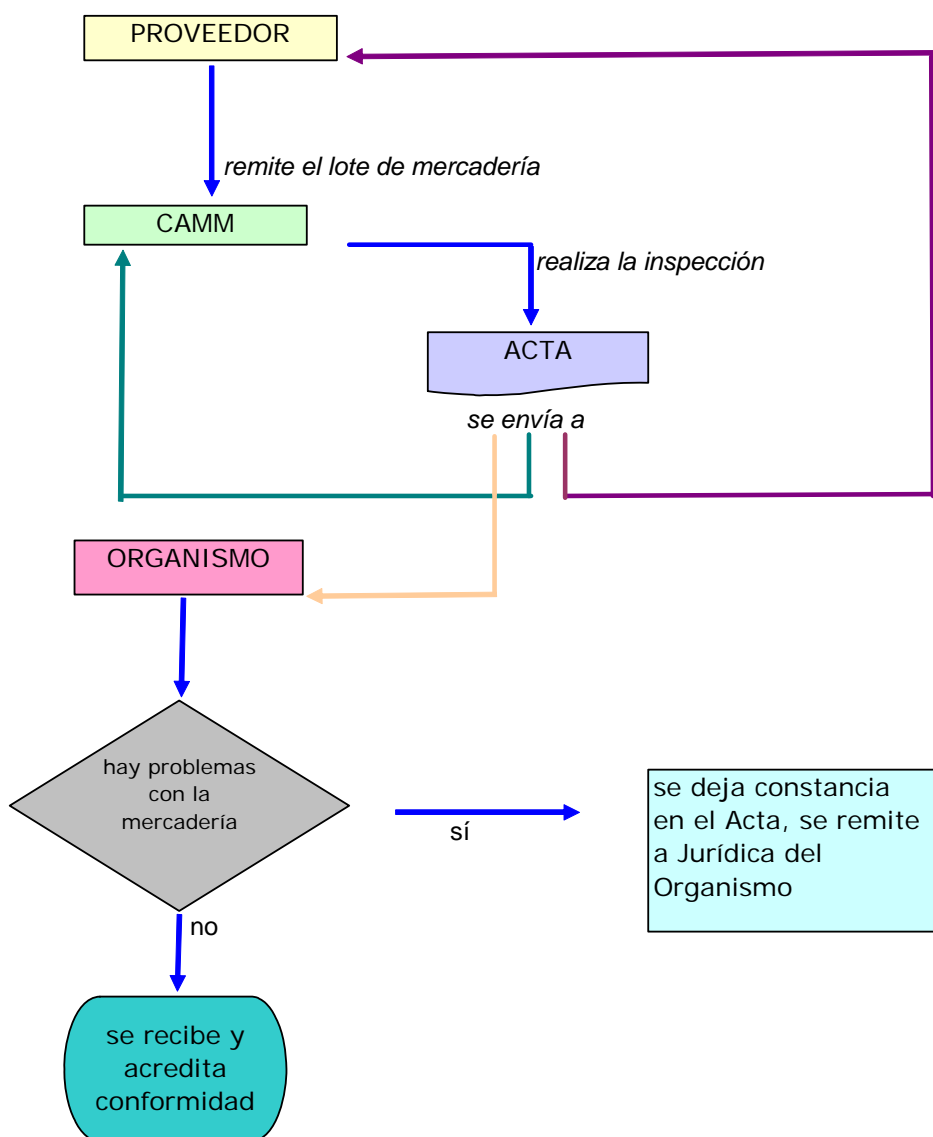 PROVEEDOR
remite el lote de mercadería
CAMM
realiza la inspección
ACTA
se envía a
ORGANISMO
hay problemas
con la
mercadería
sí
se deja constancia
en el Acta, se remite
a Jurídica del
Organismo
no
se recibe y
acredita
conformidad